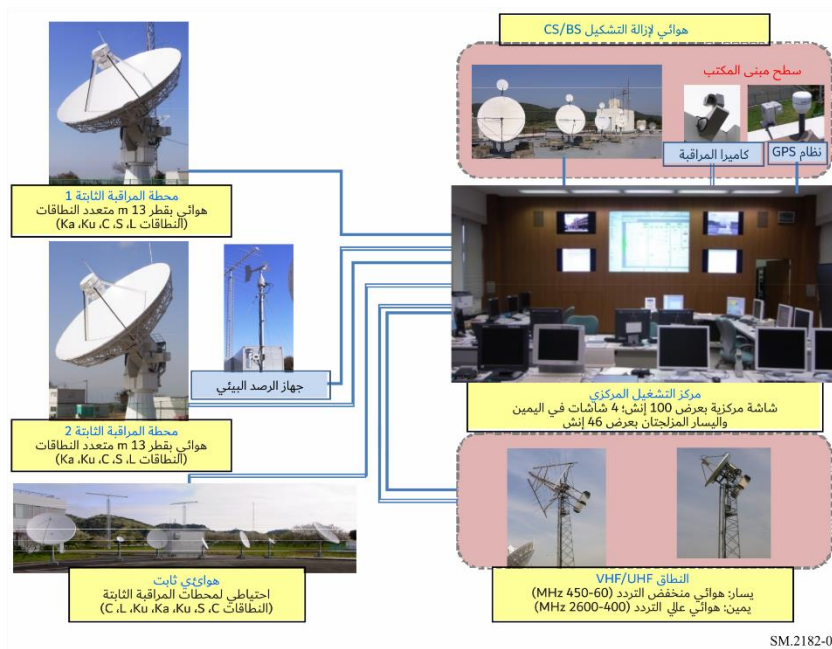 هوائي لإزالة التشكيل CS/BS
سطح مبنى المكتب
كاميرا المراقبة
نظام GPS
محطة المراقبة الثابتة 1
هوائي بقطر 13 m متعدد النطاقات
(النطاقات Ka ،Ku ،C ،S ،L)
جهاز الرصد البيئي
مركز التشغيل المركزي
شاشة مركزية بعرض 100 إنش؛ 4 شاشات في اليمين
واليسار المزلجتان بعرض 46 إنش
محطة المراقبة الثابتة 2
هوائي بقطر 13 m متعدد النطاقات
(النطاقات Ka ،Ku ،C ،S ،L)
هوائي ثابت
احتياطي لمحطات المراقبة الثابتة
(النطاقات C ،L ،Ku ،Ka ،Ku ،S ،C)
النطاق VHF/UHF
يسار: هوائي منخفض التردد (60-450 MHz)
يمين: هوائي عالي التردد (400-2600 MHz)
SM.2182-0